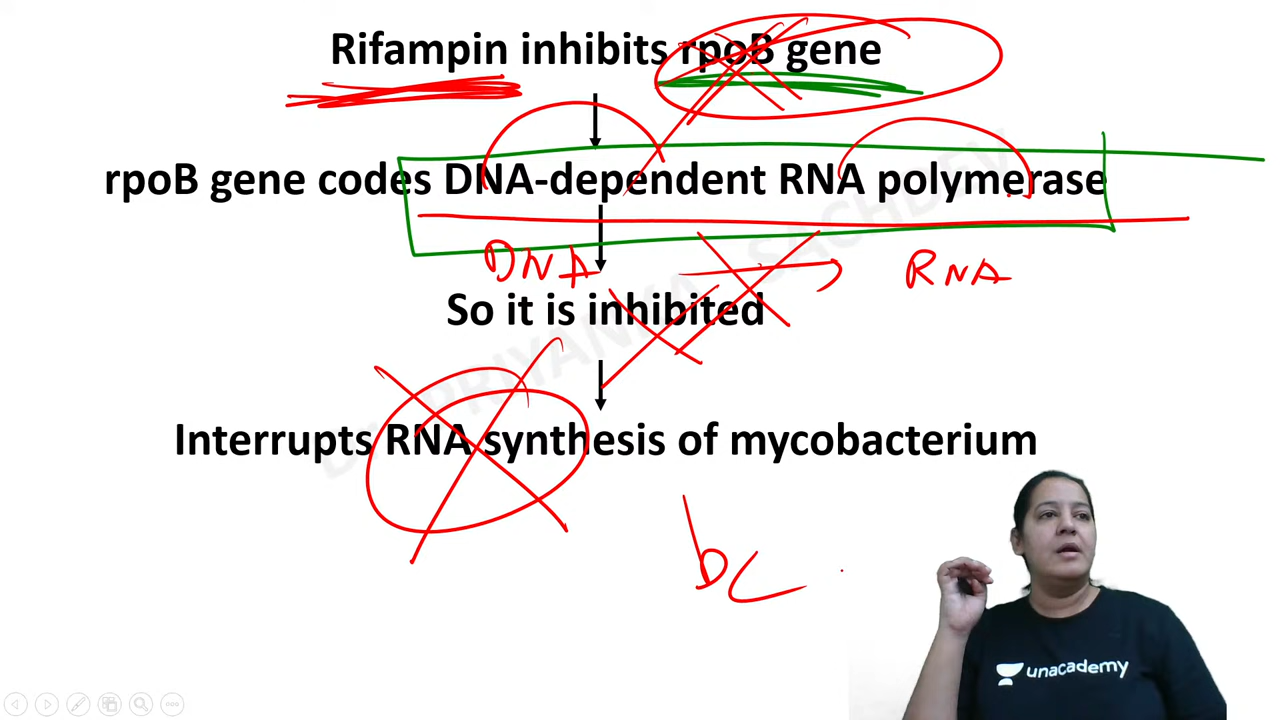 Rifampin inhibits rpoB gene
rpoB gene codes DNA-dependent RNA polymerase
DNA RNA
So it is inhibited
Interrupts RNA synthesis of mycobacterium
bc
unacademy